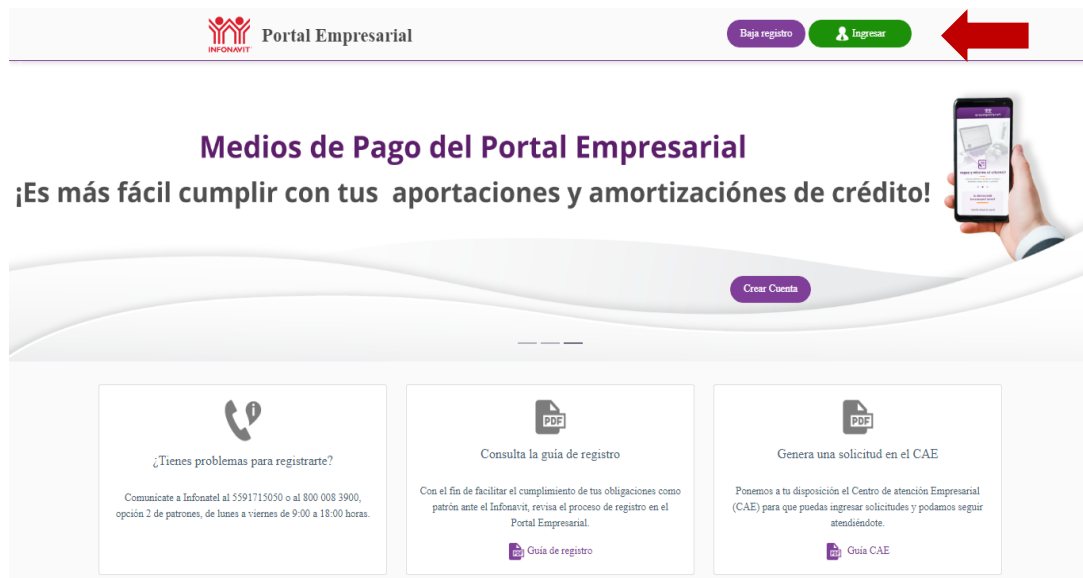 INFONAVIT
Portal Empresarial
Baja registro
Ingresar
Medios de Pago del Portal Empresarial
¡Es más fácil cumplir con tus aportaciones y amortizaciónes de crédito!
Crear Cuenta
¿Tienes problemas para registrarte?
Comunícate a Infonatel al 5591715050 o al 800 008 3900,
opción 2 de patrones, de lunes a viernes de 9:00 a 18:00 horas.
PDF
Consulta la guía de registro
Con el fin de facilitar el cumplimiento de tus obligaciones como
patrón ante el Infonavit, revisa el proceso de registro en el
Portal Empresarial.
PDF
Guía de registro
PDF
Genera una solicitud en el CAE
Ponemos a tu disposición el Centro de atención Empresarial
(CAE) para que puedas ingresar solicitudes y podamos seguir
atendiéndote.
PDF
Guía CAE